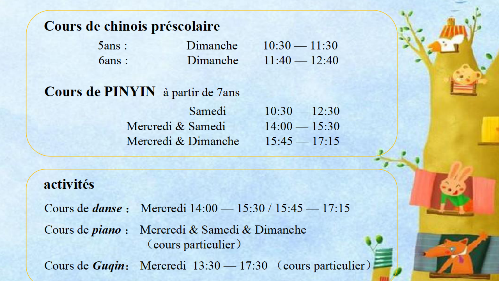 Cours de chinois préscolaire
5ans : Dimanche 10:30 — 11:30
6ans : Dimanche 11:40 — 12:40
Cours de PINYIN à partir de 7ans
Samedi 10:30 — 12:30
Mercredi & Samedi 14:00 — 15:30
Mercredi & Dimanche 15:45 — 17:15
activités
Cours de danse : Mercredi 14:00 — 15:30 / 15:45 — 17:15
Cours de piano : Mercredi & Samedi & Dimanche
（cours particulier）
Cours de Guqin: Mercredi 13:30 — 17:30 （cours particulier）